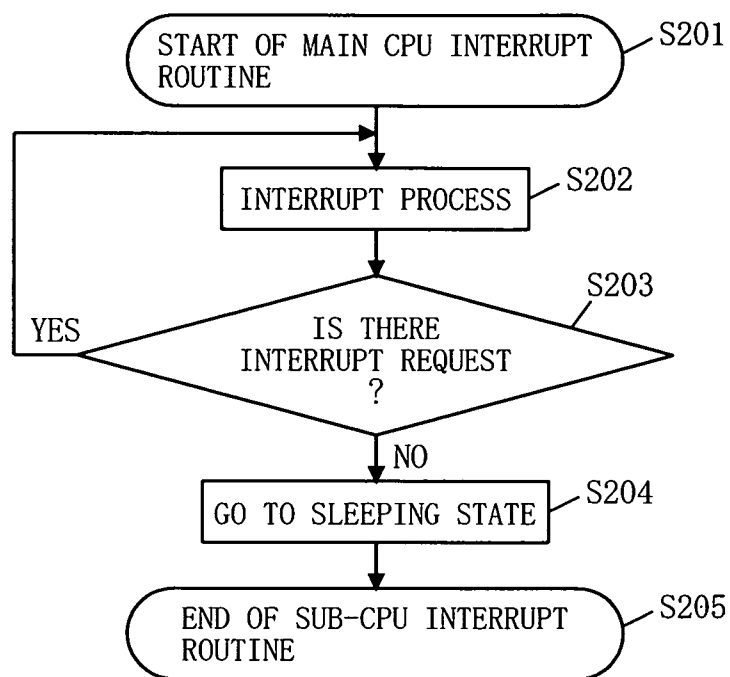 START OF MAIN CPU INTERRUPT
ROUTINE
S201
INTERRUPT PROCESS
S202
IS THERE
INTERRUPT REQUEST
?
S203
YES
NO
GO TO SLEEPING STATE
S204
END OF SUB-CPU INTERRUPT
ROUTINE
S205